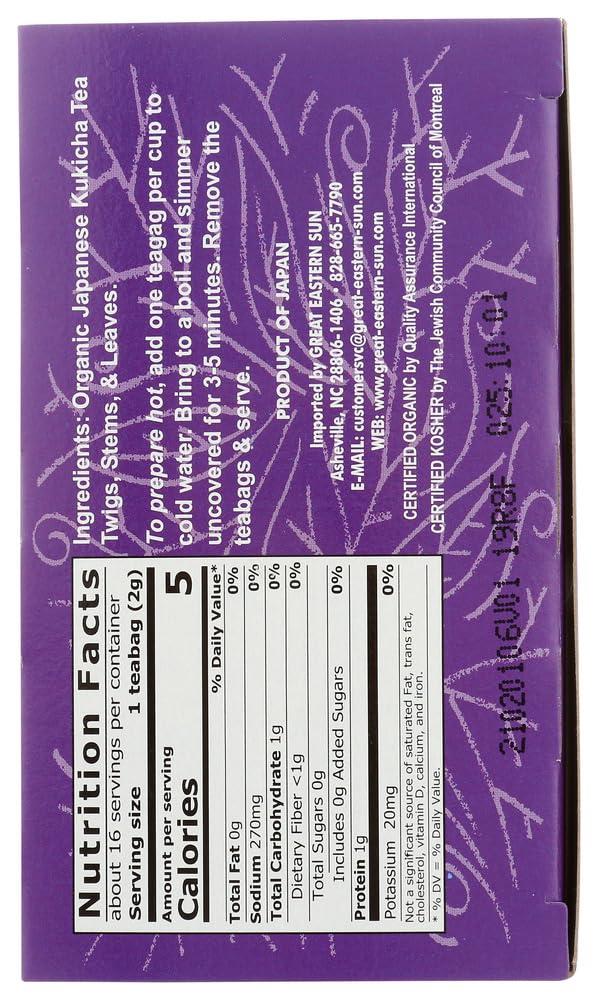 Nutrition Facts
about 16 servings per container
Serving size 1 teabag (2g)
Amount per serving
Calories 5
% Daily Value*
Total Fat 0g 0%
Sodium 270mg 0%
Total Carbohydrate 1g 0%
Dietary Fiber <1g 0%
Total Sugars 0g
Includes 0g Added Sugars 0%
Protein 1g
Potassium 20mg 0%
Not a significant source of saturated Fat, trans fat,
cholesterol, vitamin D, calcium, and iron.
* % DV = % Daily Value.
Ingredients: Organic Japanese Kukicha Tea
Twigs, Stems, & Leaves.
To prepare hot, add one teagag per cup to
cold water. Bring to a boil and simmer
uncovered for 3-5 minutes. Remove the
teabags & serve.
PRODUCT OF JAPAN
Imported by GREAT EASTERN SUN
Asheville, NC 28806-1406 828-665-7790
E-MAIL: customersvc@great-eastern-sun.com
WEB: www.great-eastern-sun.com
CERTIFIED ORGANIC by Quality Assurance International
CERTIFIED KOSHER by The Jewish Community Council of Montreal
21020106V01 19R8F 025:10:01